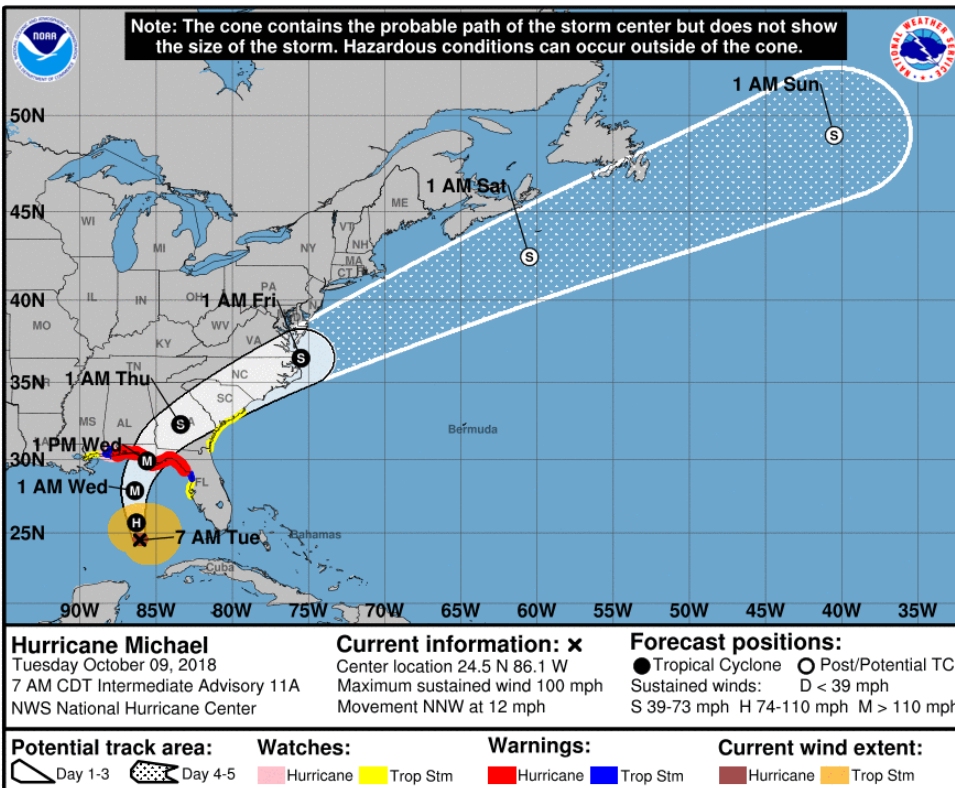 Note: The cone contains the probable path of the storm center but does not show
the size of the storm. Hazardous conditions can occur outside of the cone.
NOAA
NATIONAL WEATHER SERVICE
1 AM Sun
50N
1 AM Sat
ME
45N
WI
VT
MI
NY
NH
MA
CT
PA
40N
1 AM Fri
IL
IN
OH
MO
WV
VA
KY
35N
1 AM Thu
TN
NC
SC
MS
AL
Bermuda
1 PM Wed
30N
1 AM Wed
FL
25N
7 AM Tue
Bahamas
Cuba
90W 85W 80W 75W 70W 65W 60W 55W 50W 45W 40W 35W
S
S
S
S
M
M
H
Hurricane Michael
Tuesday October 09, 2018
7 AM CDT Intermediate Advisory 11A
NWS National Hurricane Center
Current information: ×
Center location 24.5 N 86.1 W
Maximum sustained wind 100 mph
Movement NNW at 12 mph
Forecast positions:
Tropical Cyclone Post/Potential TC
Sustained winds: D < 39 mph
S 39-73 mph H 74-110 mph M > 110 mph
Potential track area:
Day 1-3 Day 4-5
Watches:
Hurricane Trop Stm
Warnings:
Hurricane Trop Stm
Current wind extent:
Hurricane Trop Stm